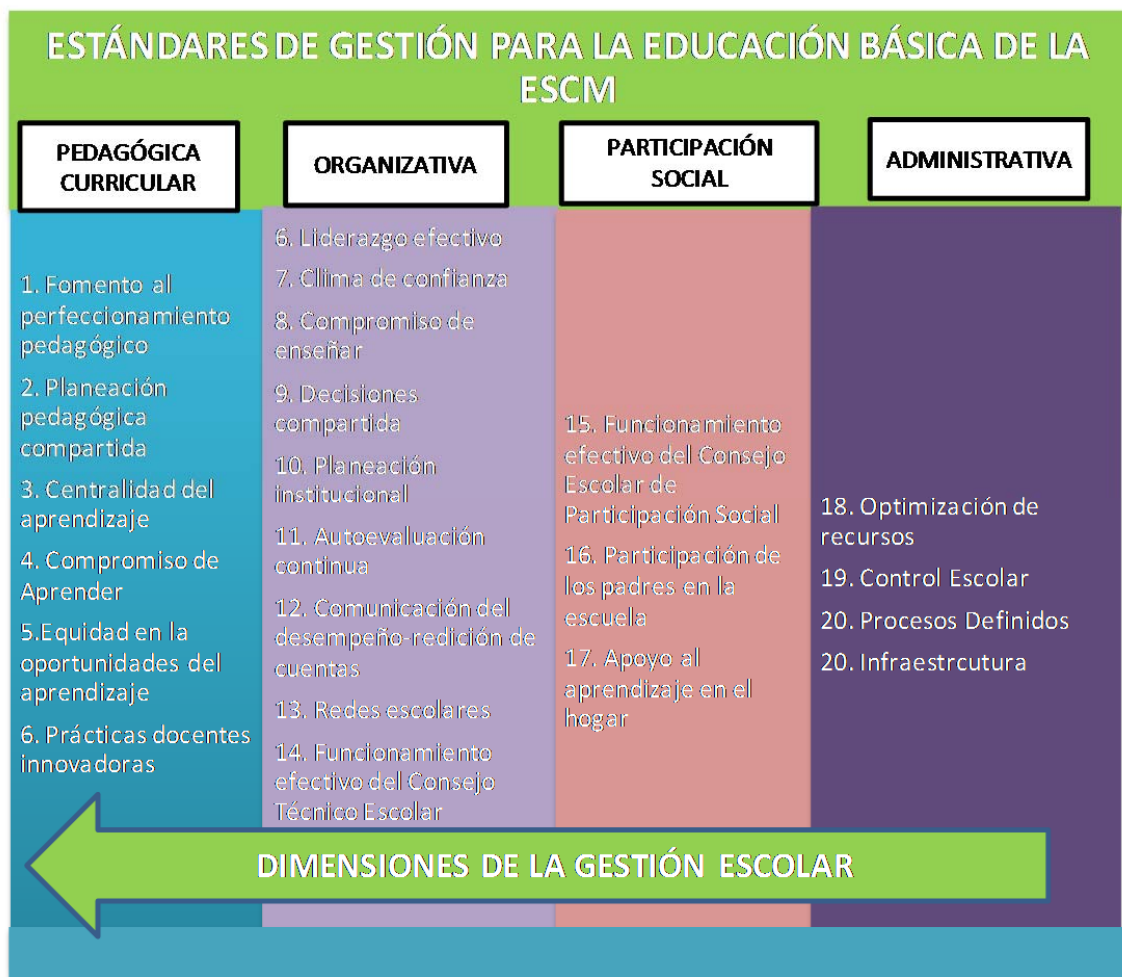 ESTÁNDARES DE GESTIÓN PARA LA EDUCACIÓN BÁSICA DE LA
ESCM
PEDAGÓGICA
CURRICULAR
1. Fomento al
perfeccionamiento
pedagógico
2. Planeación
pedagógica
compartida
3. Centralidad del
aprendizaje
4. Compromiso de
Aprender
5.Equidad en la
oportunidades del
aprendizaje
6. Prácticas docentes
innovadoras
ORGANIZATIVA
6. Liderazgo efectivo
7. Cliima de confianza
8. Compromiso de
enseñar
9. Decisiones
compartida
10. Planeación
institucional
11. Autoevaluación
continua
12. Comunicación del
desempeño-redición de
cuentas
13. Redes escolares
14. Funcionamiento
efectivo del Consejo
Técnico Escolar
PARTICIPACIÓN
SOCIAL
15. Funcionamiento
efectivo del Consejo
Escolar de
Participación Social
16. Participación de
los padres en la
escuela
17. Apoyo al
aprendizaje en el
hogar
ADMINISTRATIVA
18. Optimización de
recursos
19. Control Escolar
20. Procesos Definidos
20. Infraestrcutura
DIMENSIONES DE LA GESTIÓN ESCOLAR